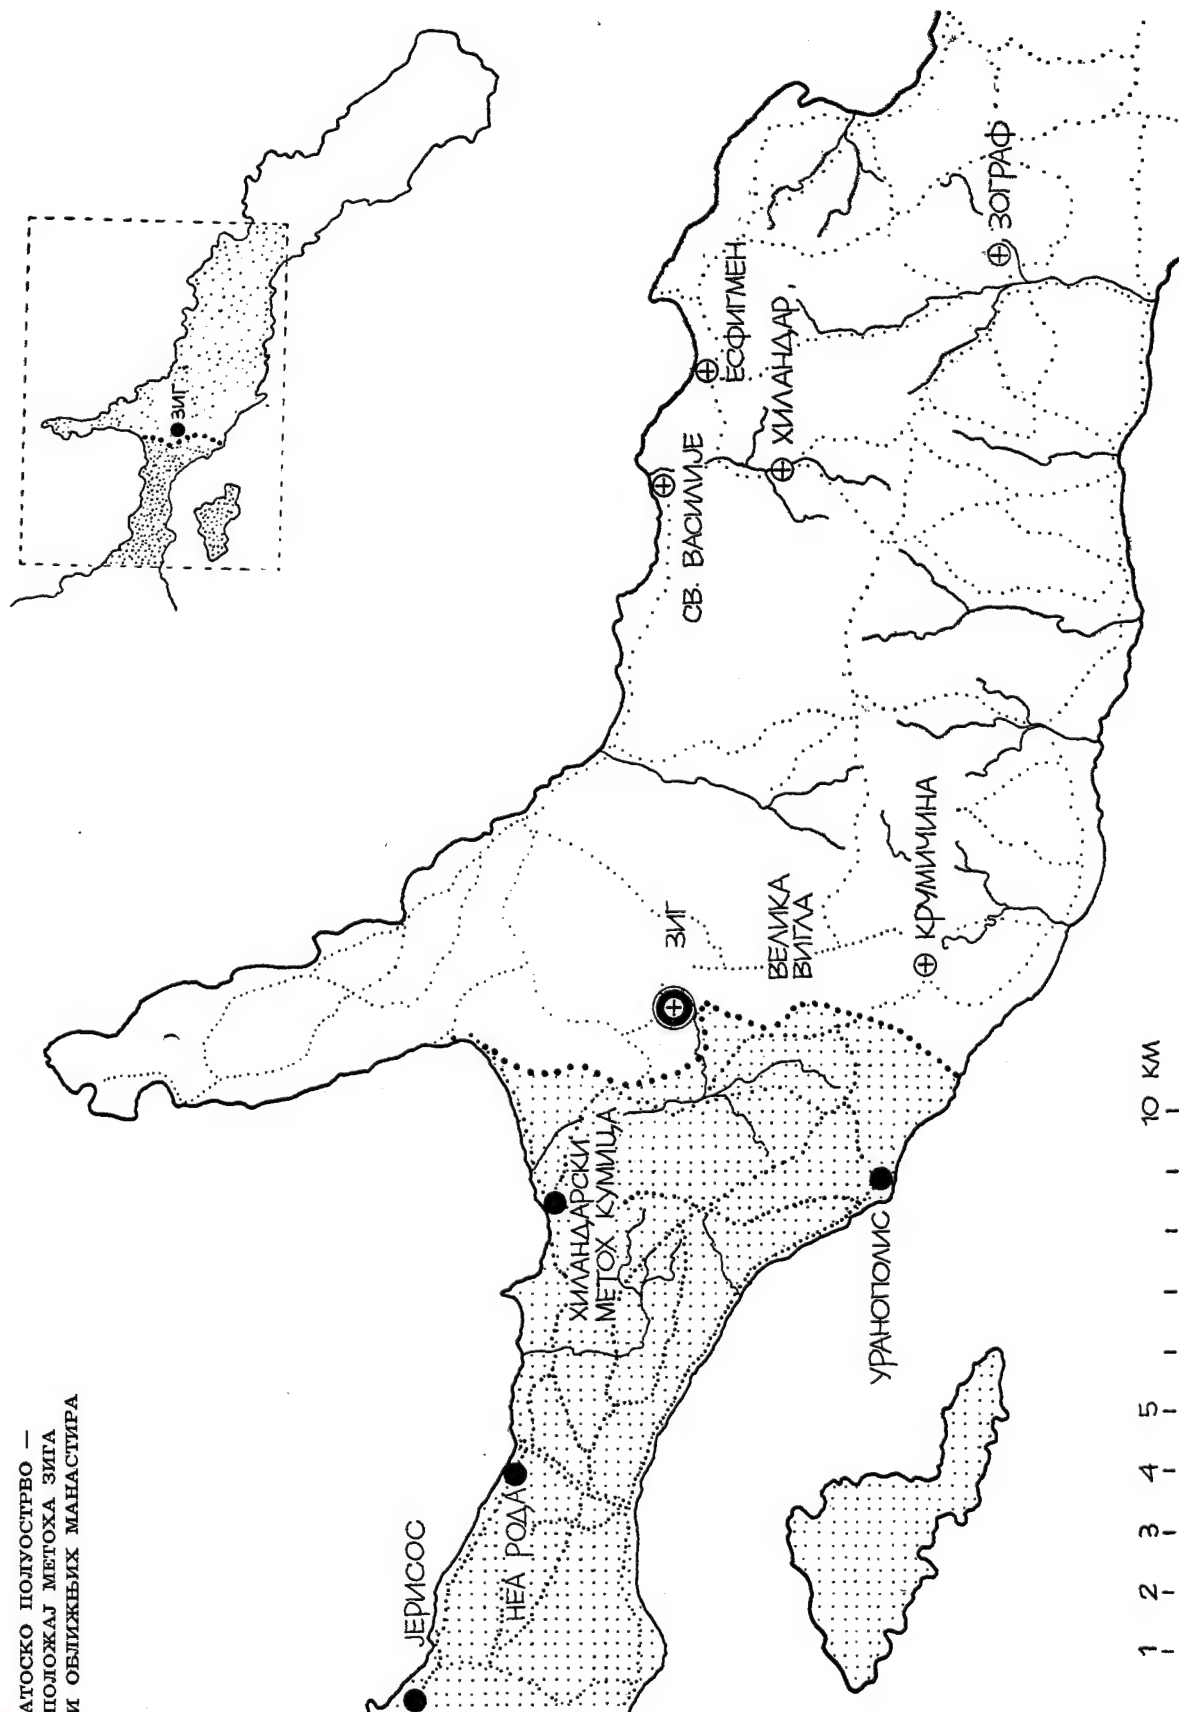 АТОСКО ПОЛУОСТРВО —
ПОЛОЖАЈ МЕТОХА ЗИГА
И ОБЛИЖЊИХ МАНАСТИРА
ЗИГ
ЈЕРИСОС
НЕА РОДА
ХИЛАНДАРСКИ
МЕТОХ КУМИЦА
УРАНОПОЛИС
ЗИГ
ВЕЛИКА
ВИГЛА
КРУМИЧИНА
СВ. ВАСИЛИЈЕ
ЕСФИГМЕН
ХИЛАНДАР
ЗОГРАФ
1 2 3 4 5 10 КМ